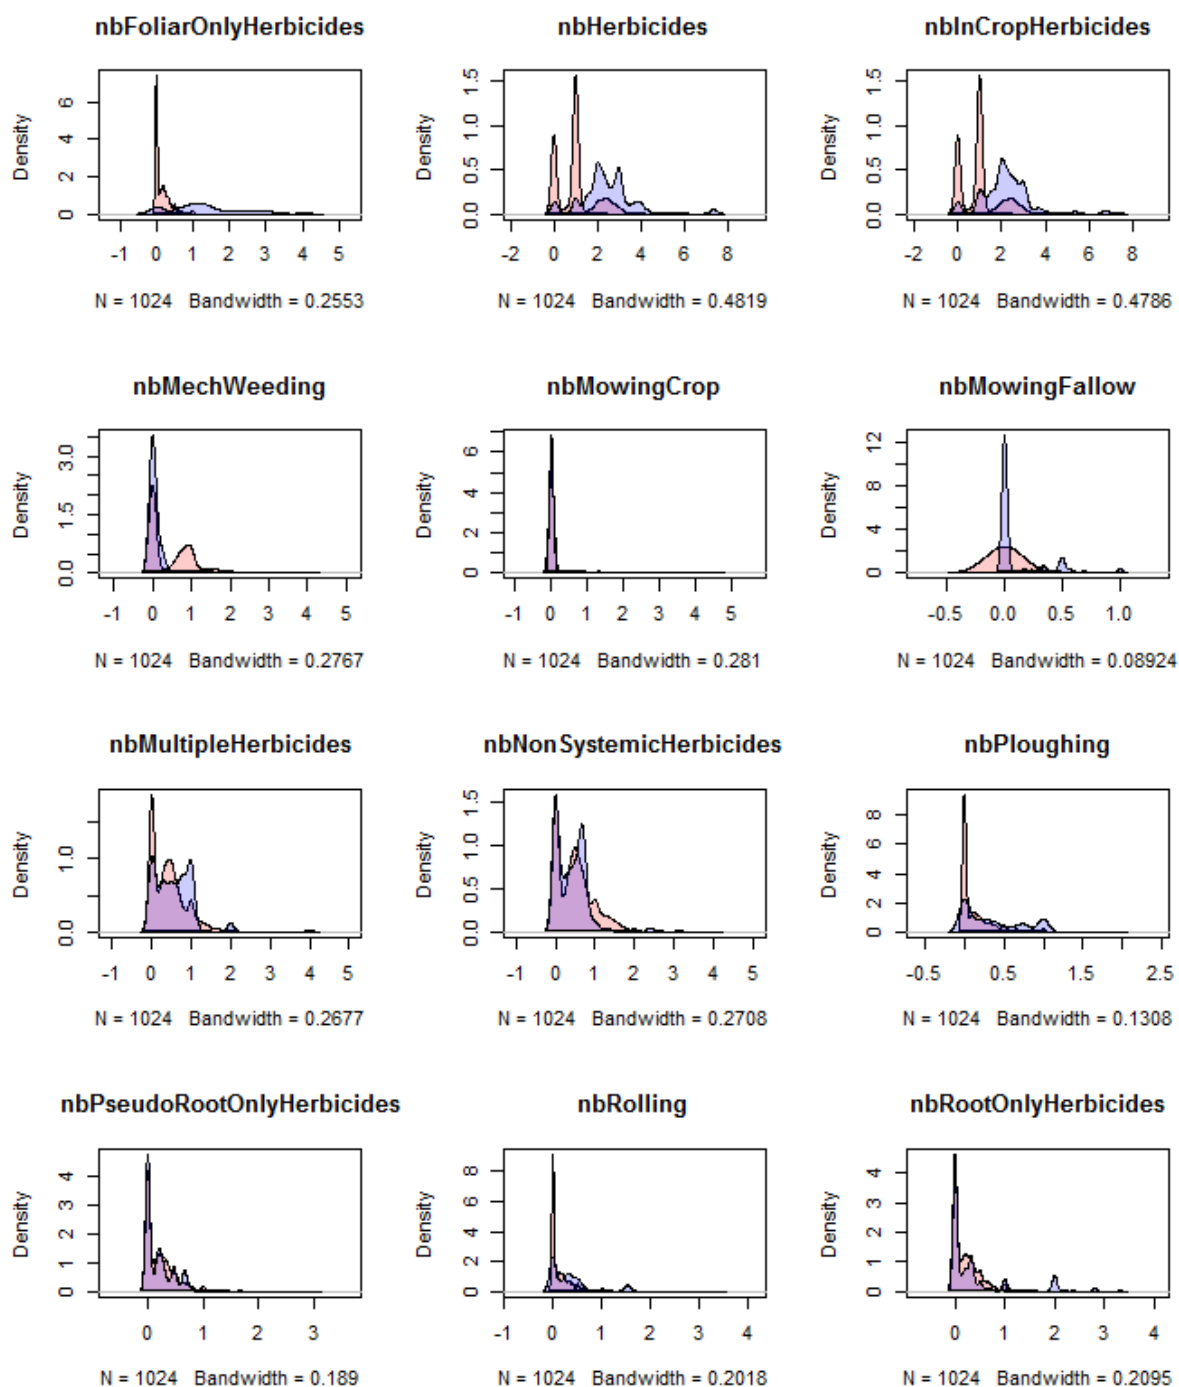 nbFoliarOnlyHerbicides nbHerbicides nbInCropHerbicides
Density 0 2 4 6 Density 0.0 0.5 1.0 1.5 Density 0.0 0.5 1.0 1.5
-1 0 1 2 3 4 5 -2 0 2 4 6 8 -2 0 2 4 6 8
N = 1024 Bandwidth = 0.2553 N = 1024 Bandwidth = 0.4819 N = 1024 Bandwidth = 0.4786
nbMechWeeding nbMowingCrop nbMowingFallow
Density 0.0 1.5 3.0 Density 0 2 4 6 Density 0 4 8 12
-1 0 1 2 3 4 5 -1 0 1 2 3 4 5 -0.5 0.0 0.5 1.0
N = 1024 Bandwidth = 0.2767 N = 1024 Bandwidth = 0.281 N = 1024 Bandwidth = 0.08924
nbMultipleHerbicides nbNonSystemicHerbicides nbPloughing
Density 0.0 1.0 Density 0.0 0.5 1.0 1.5 Density 0 2 4 6 8
-1 0 1 2 3 4 5 -1 0 1 2 3 4 5 -0.5 0.5 1.5 2.5
N = 1024 Bandwidth = 0.2677 N = 1024 Bandwidth = 0.2708 N = 1024 Bandwidth = 0.1308
nbPseudoRootOnlyHerbicides nbRolling nbRootOnlyHerbicides
Density 0 1 2 3 4 Density 0 2 4 6 8 Density 0 1 2 3 4
0 1 2 3 -1 0 1 2 3 4 0 1 2 3 4
N = 1024 Bandwidth = 0.189 N = 1024 Bandwidth = 0.2018 N = 1024 Bandwidth = 0.2095